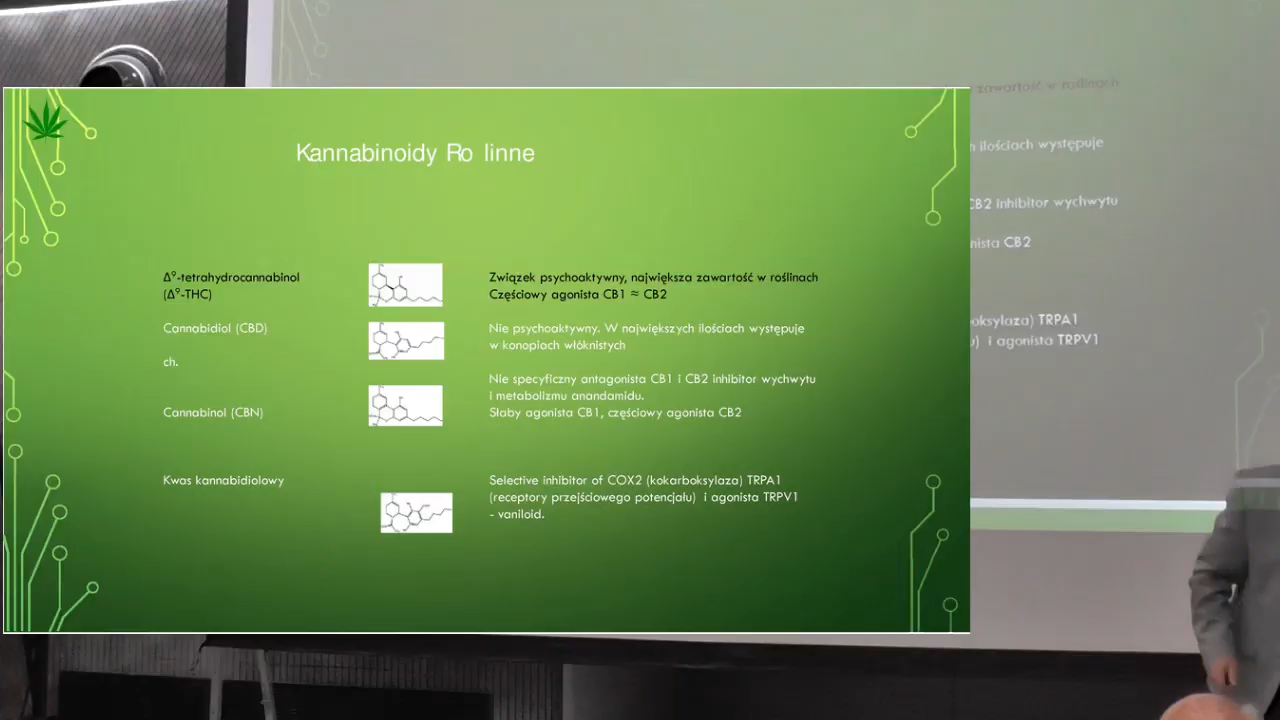 Kannabinoidy Ro linne
Δ⁹-tetrahydrocannabinol
(Δ⁹-THC)
Związek psychoaktywny, największa zawartość w roślinach
Częściowy agonista CB1 ≈ CB2
Cannabidiol (CBD)
ch.
Nie psychoaktywny. W największych ilościach występuje
w konopiach włóknistych
Nie specyficzny antagonista CB1 i CB2 inhibitor wychwytu
i metabolizmu anandamidu.
Cannabinol (CBN)
Słaby agonista CB1, częściowy agonista CB2
Kwas kannabidiolowy
Selective inhibitor of COX2 (kokarboksylaza) TRPA1
(receptory przejściowego potencjału) i agonista TRPV1
- vaniloid.
zawartość w roślinach
ilościach występuje
CB2 inhibitor wychwytu
nista CB2
oksylaza) TRPA1
u) i agonista TRPV1